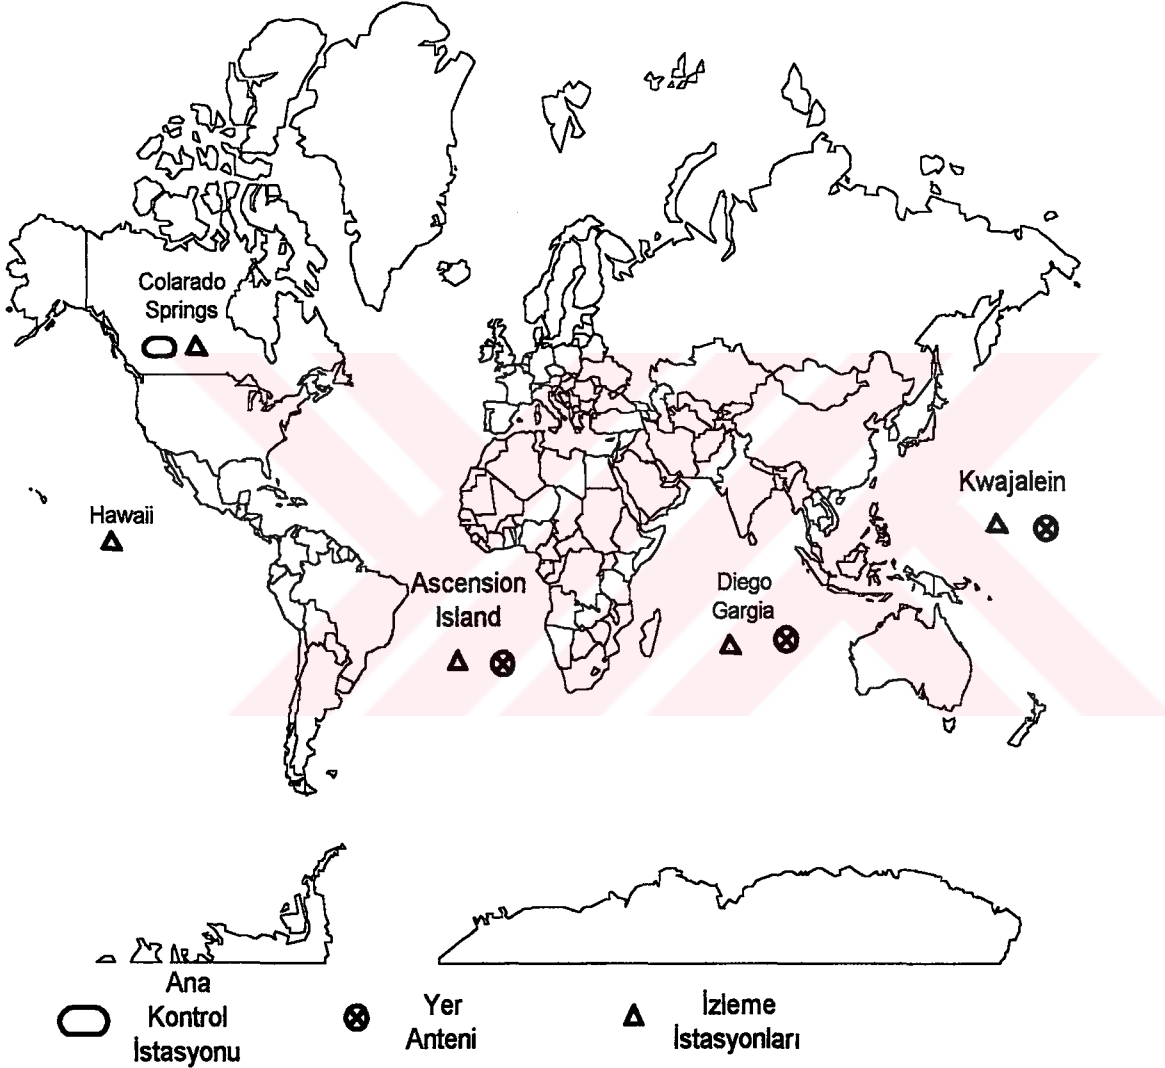 Colarado
Springs
Hawaii
Kwajalein
Ascension
Island
Diego
Gargia
Ana
Kontrol
İstasyonu
Yer
Anteni
İzleme
İstasyonları